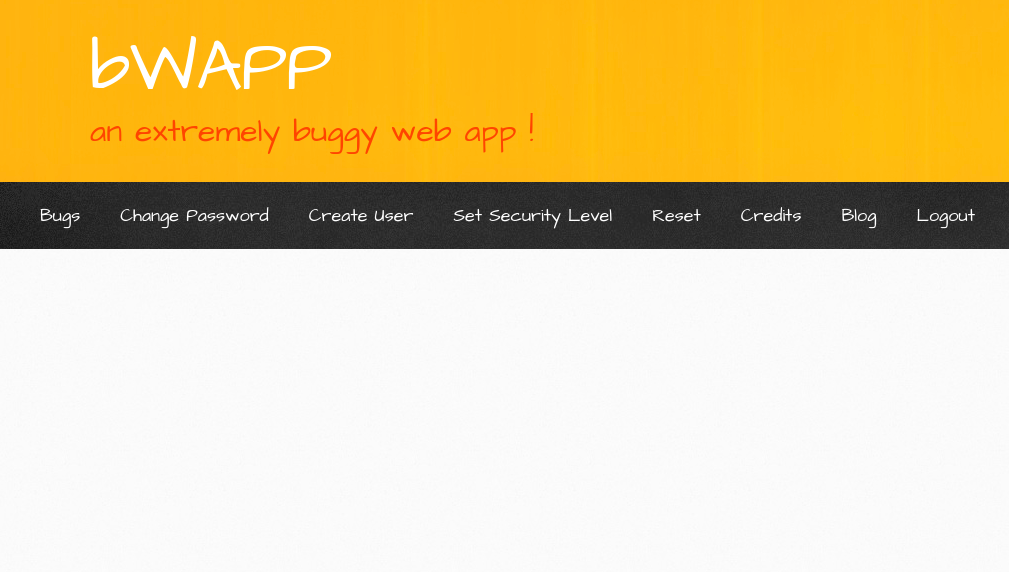 bWAPP
an extremely buggy web app !
Bugs Change Password Create User Set Security Level Reset Credits Blog Logout